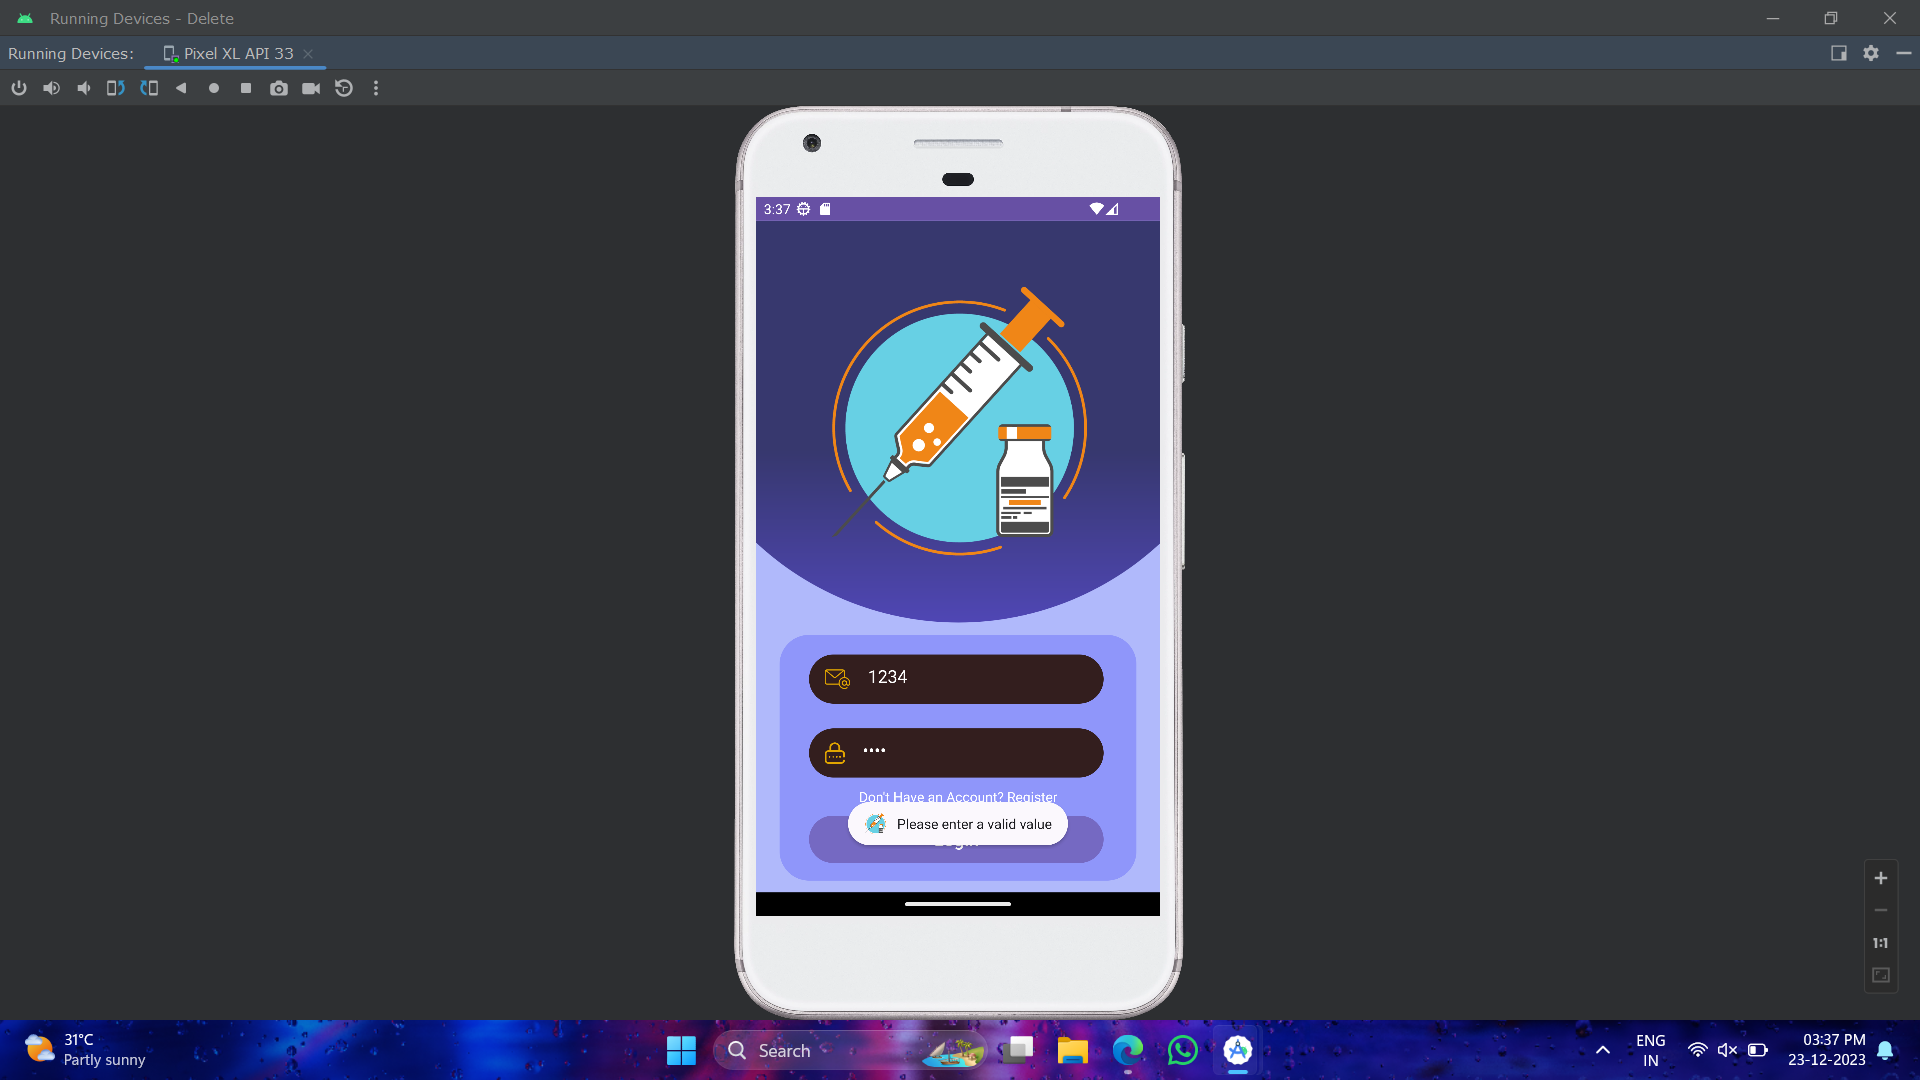 Running Devices - Delete
Running Devices:
Pixel XL API 33
3:37
1234
••••
Don't Have an Account? Register
Please enter a valid value
Login
1:1
31°C
Partly sunny
Search
ENG
IN
03:37 PM
23-12-2023